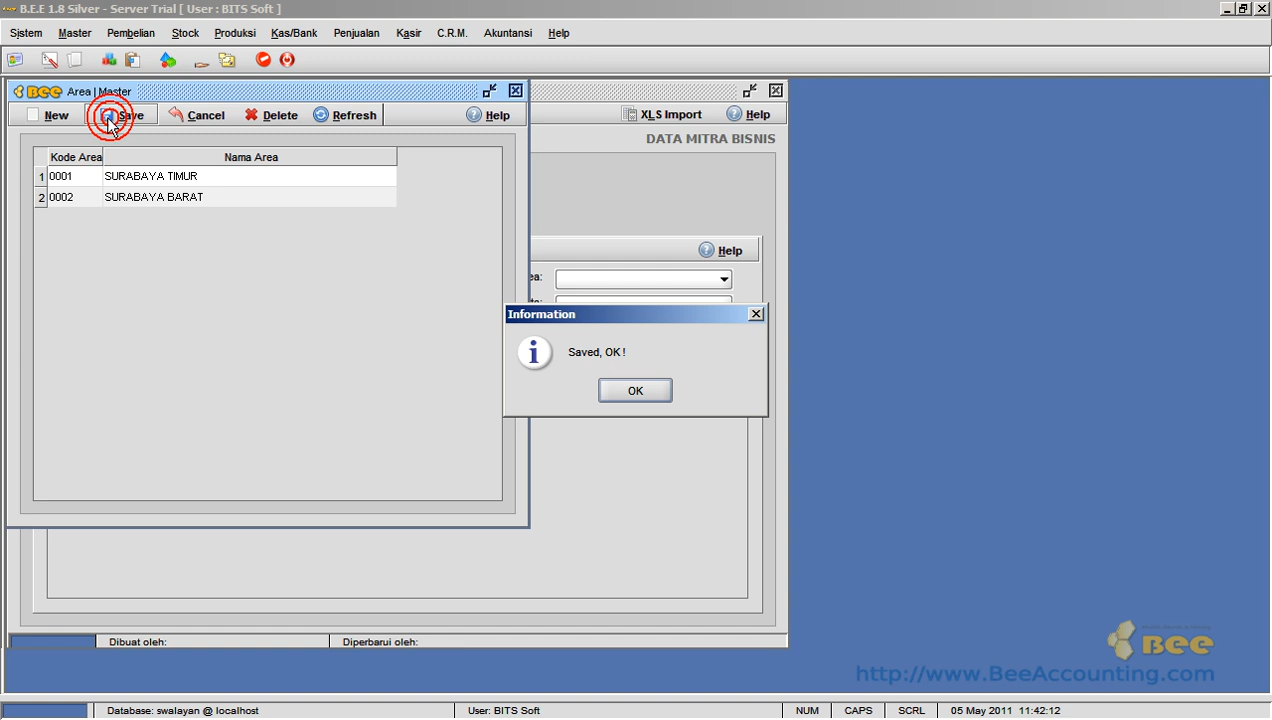 B.E.E 1.8 Silver - Server Trial [ User : BITS Soft ]
Sistem Master Pembelian Stock Produksi Kas/Bank Penjualan Kasir C.R.M. Akuntansi Help
BEE Area | Master
New Save Cancel Delete Refresh Help
XLS Import Help
DATA MITRA BISNIS
Kode Area Nama Area
1 0001 SURABAYA TIMUR
2 0002 SURABAYA BARAT
Help
Information
Saved, OK !
OK
Dibuat oleh: Diperbarui oleh:
BEE
http://www.BeeAccounting.com
Database: swalayan @ localhost User: BITS Soft NUM CAPS SCRL 05 May 2011 11:42:12